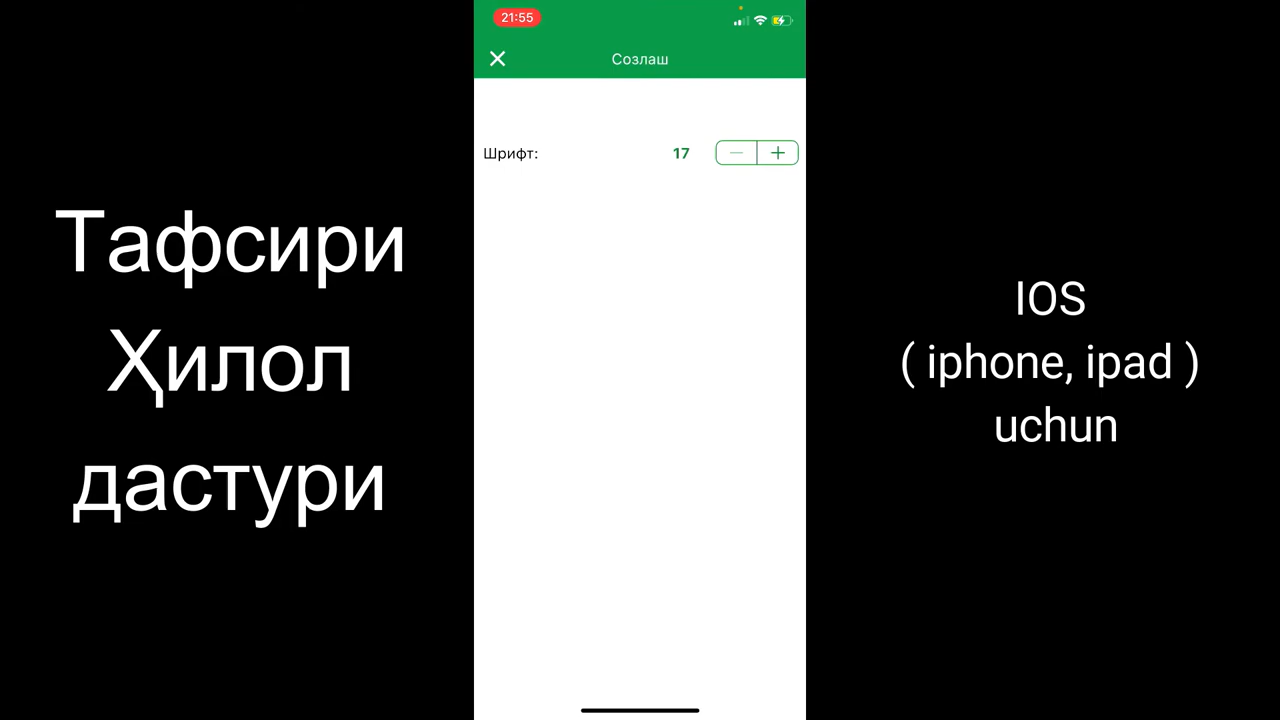 21:55
Созлаш
Шрифт: 17 − +
Тафсири
Ҳилол
дастури
IOS
( iphone, ipad )
uchun